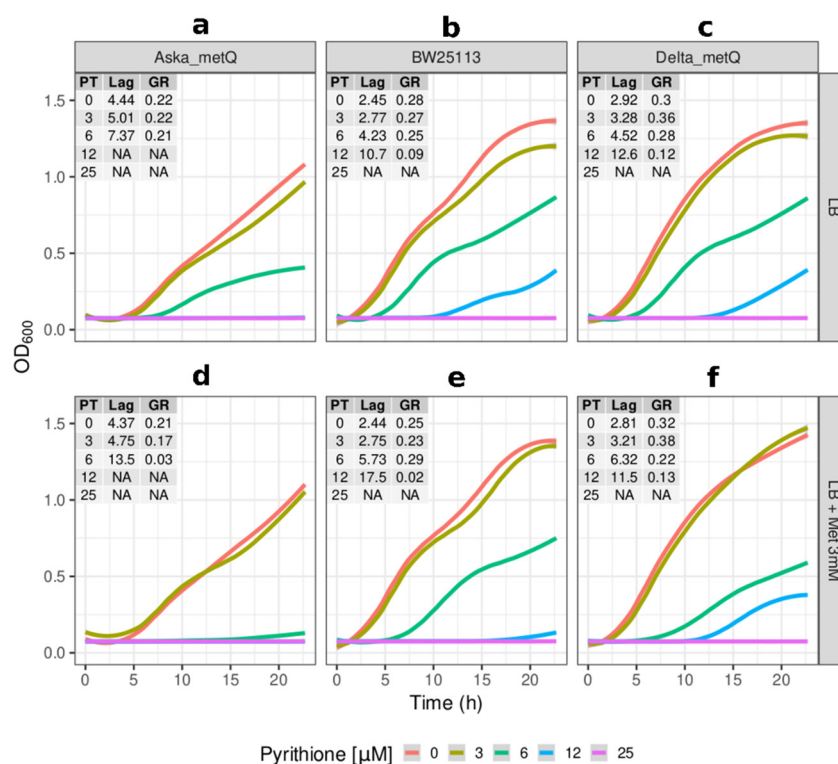 a b c
Aska_metQ BW25113 Delta_metQ
PT Lag GR
0 4.44 0.22
3 5.01 0.22
6 7.37 0.21
12 NA NA
25 NA NA
PT Lag GR
0 2.45 0.28
3 2.77 0.27
6 4.23 0.25
12 10.7 0.09
25 NA NA
PT Lag GR
0 2.92 0.3
3 3.28 0.36
6 4.52 0.28
12 12.6 0.12
25 NA NA
1.5
1.0
0.5
0.0
LB
OD600
d e f
PT Lag GR
0 4.37 0.21
3 4.75 0.17
6 13.5 0.03
12 NA NA
25 NA NA
PT Lag GR
0 2.44 0.25
3 2.75 0.23
6 5.73 0.29
12 17.5 0.02
25 NA NA
PT Lag GR
0 2.81 0.32
3 3.21 0.38
6 6.32 0.22
12 11.5 0.13
25 NA NA
1.5
1.0
0.5
0.0
LB + Met 3mM
0 5 10 15 20 0 5 10 15 20 0 5 10 15 20
Time (h)
Pyrithione [µM] 0 3 6 12 25